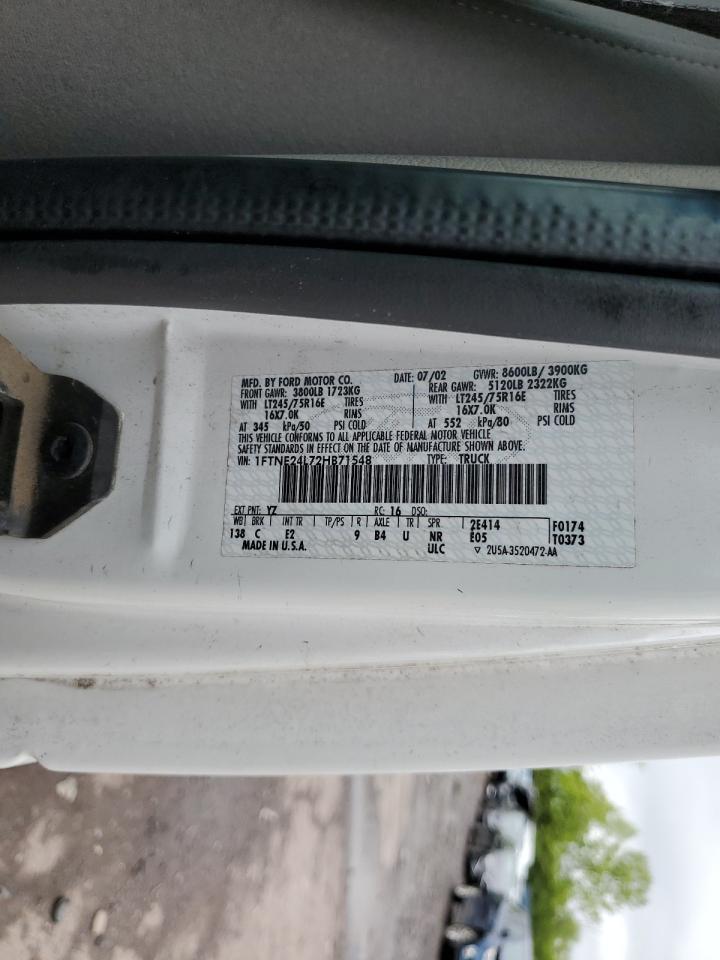 MFD. BY FORD MOTOR CO. DATE: 07/02 GVWR: 8600LB/ 3900KG
FRONT GAWR: 3800LB 1723KG REAR GAWR: 5120LB 2322KG
WITH LT245/75R16E TIRES WITH LT245/75R16E TIRES
16X7.0K RIMS 16X7.0K RIMS
AT 345 kPa/50 PSI COLD AT 552 kPa/80 PSI COLD
THIS VEHICLE CONFORMS TO ALL APPLICABLE FEDERAL MOTOR VEHICLE
SAFETY STANDARDS IN EFFECT ON THE DATE OF MANUFACTURE SHOWN ABOVE
VIN: 1FTNE24L72HB71548 TYPE: TRUCK
EXT PNT: YZ RC: 16 DSO:
WB BRK INT TR TP/PS R AXLE TR SPR 2E414 F0174
138 C E2 9 B4 U NR E05 T0373
MADE IN U.S.A. ULC ▽ 2U5A-3520472-AA